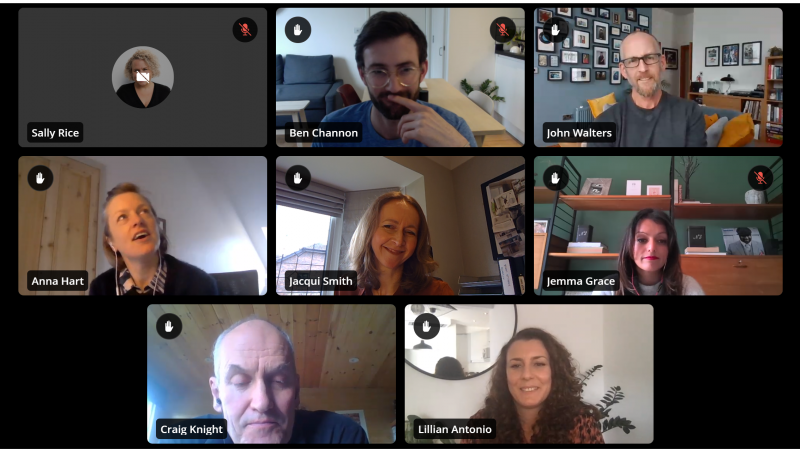 Sally Rice
Ben Channon
John Walters
Anna Hart
Jacqui Smith
Jemma Grace
Craig Knight
Lillian Antonio